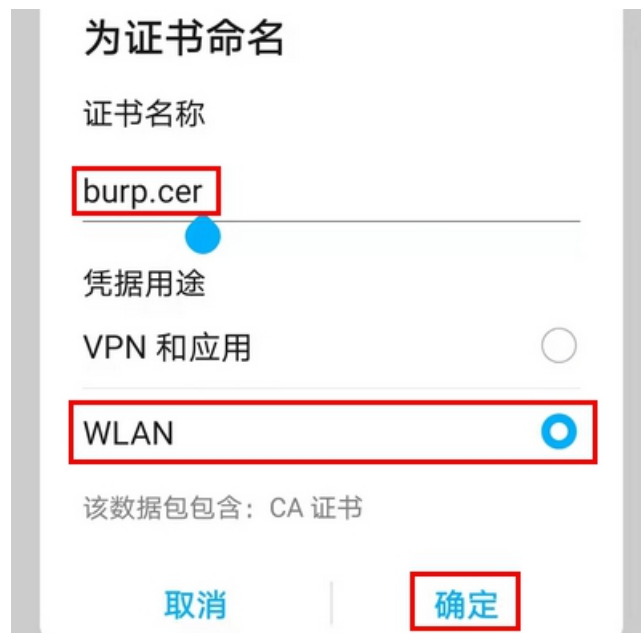 为证书命名
证书名称
burp.cer
凭据用途
VPN 和应用
WLAN
该数据包包含：CA 证书
取消
确定